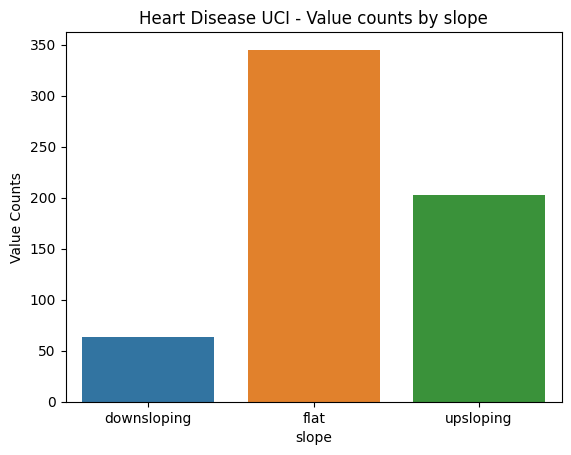 Heart Disease UCI - Value counts by slope
350
300
250
200
150
100
50
0
Value Counts
downsloping
flat
upsloping
slope